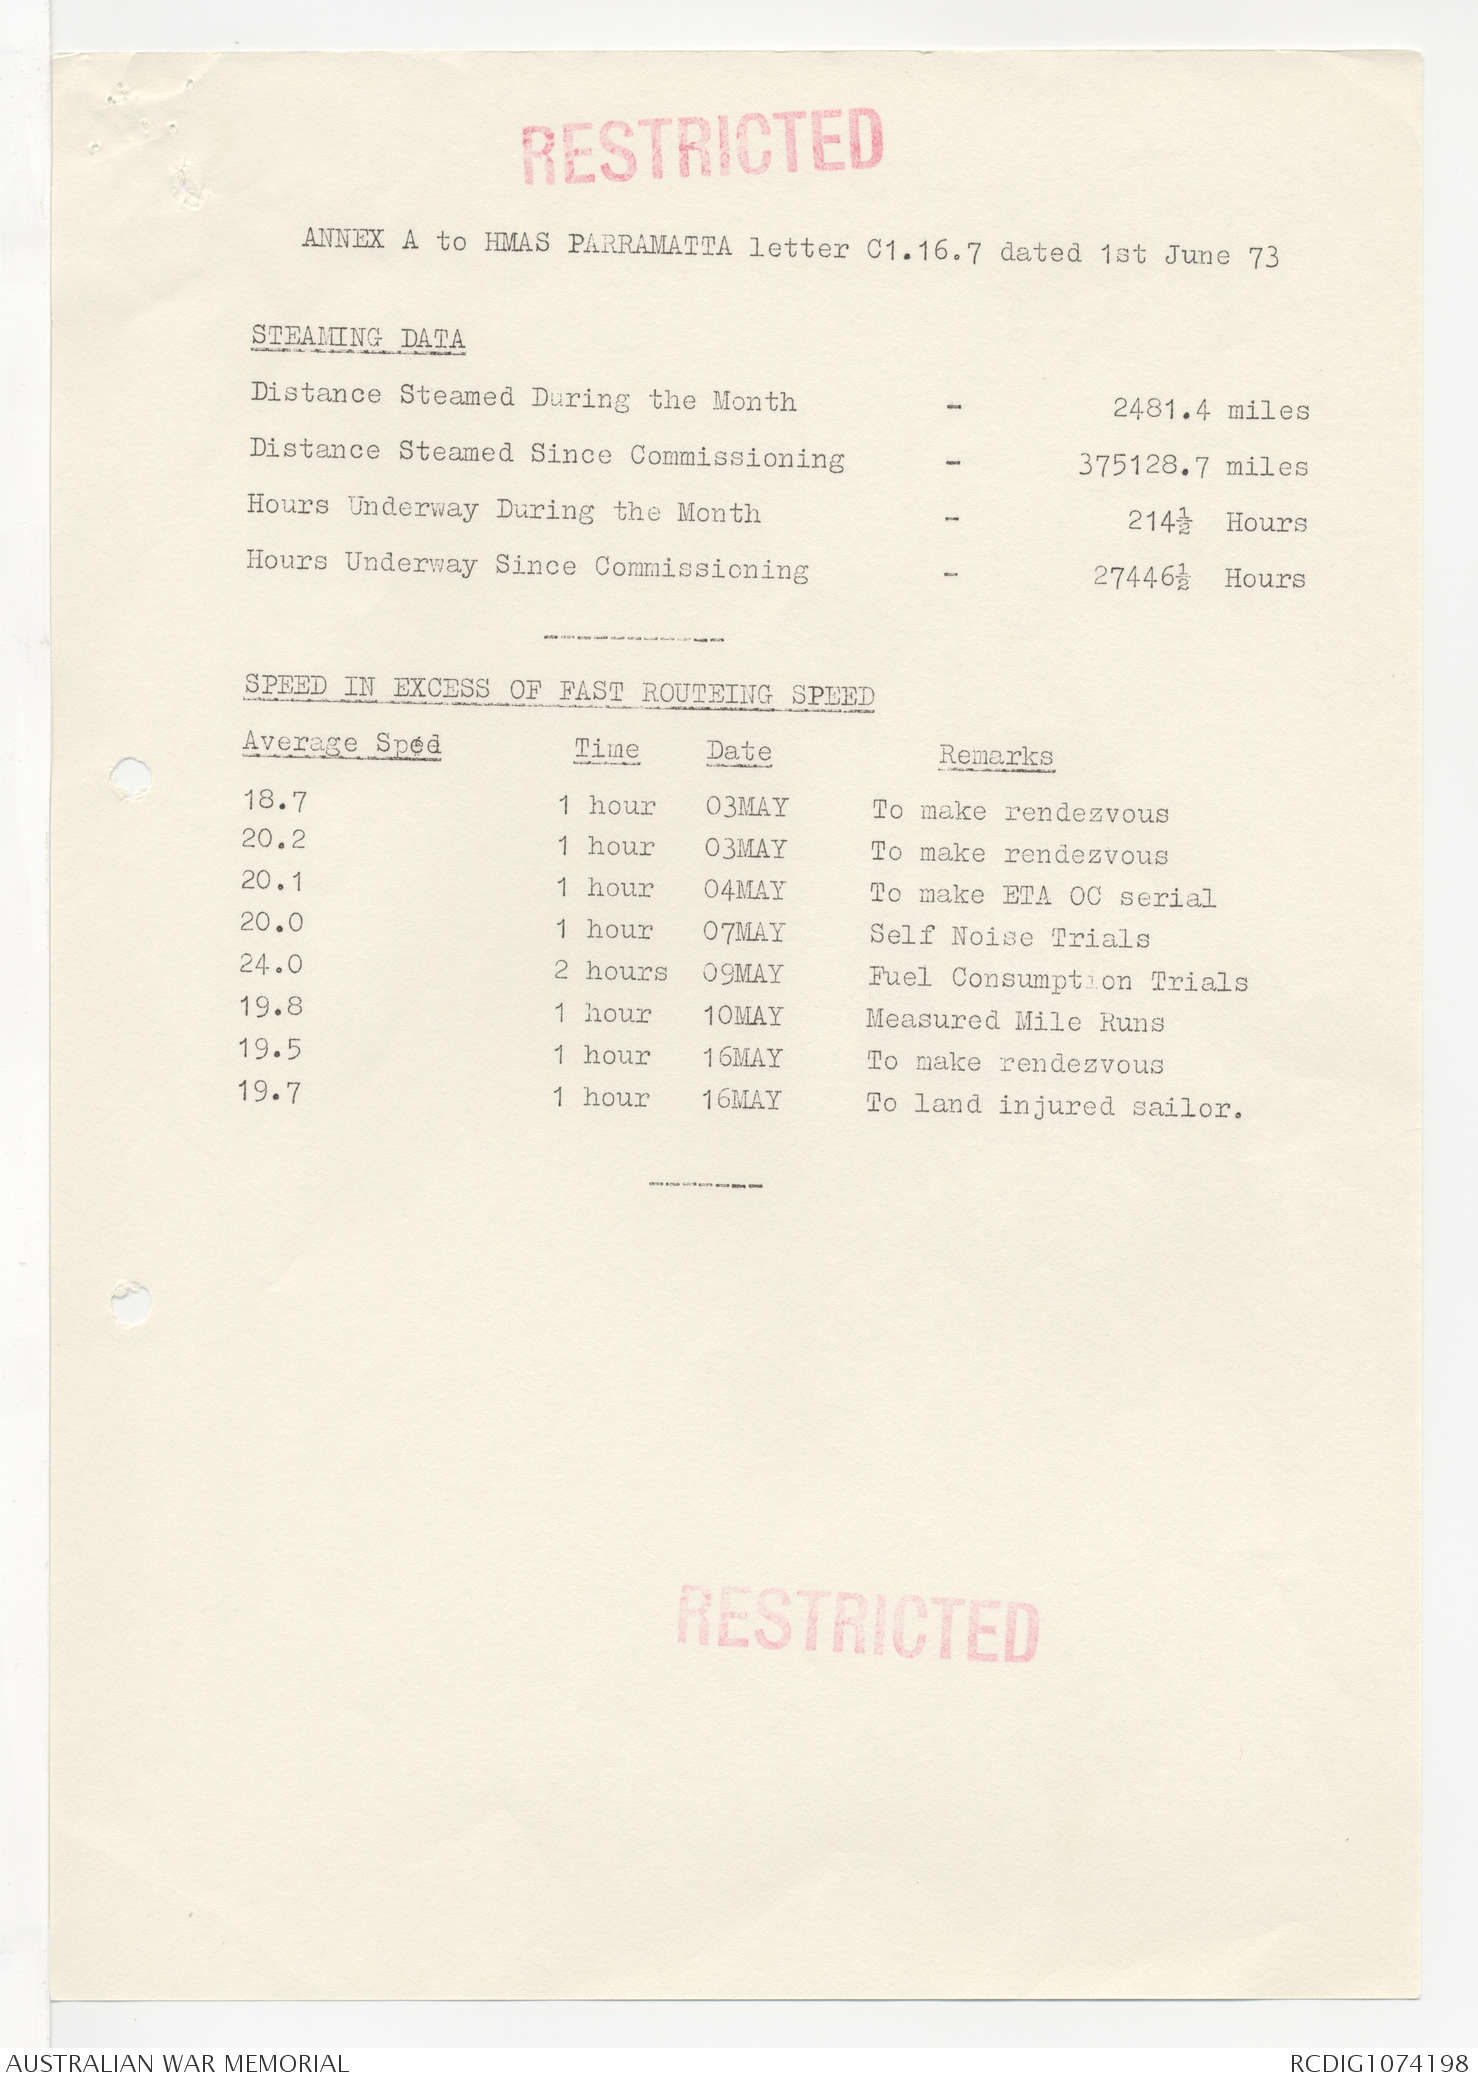 RESTRICTED
ANNEX A to HMAS PARRAMATTA letter C1.16.7 dated 1st June 73
STEAMING DATA
Distance Steamed During the Month - 2481.4 miles
Distance Steamed Since Commissioning - 375128.7 miles
Hours Underway During the Month - 214½ Hours
Hours Underway Since Commissioning - 27446½ Hours
SPEED IN EXCESS OF FAST ROUTEING SPEED
Average Sped Time Date Remarks
18.7 1 hour 03MAY To make rendezvous
20.2 1 hour 03MAY To make rendezvous
20.1 1 hour 04MAY To make ETA OC serial
20.0 1 hour 07MAY Self Noise Trials
24.0 2 hours 09MAY Fuel Consumption Trials
19.8 1 hour 10MAY Measured Mile Runs
19.5 1 hour 16MAY To make rendezvous
19.7 1 hour 16MAY To land injured sailor.
RESTRICTED
AUSTRALIAN WAR MEMORIAL RCDIG1074198